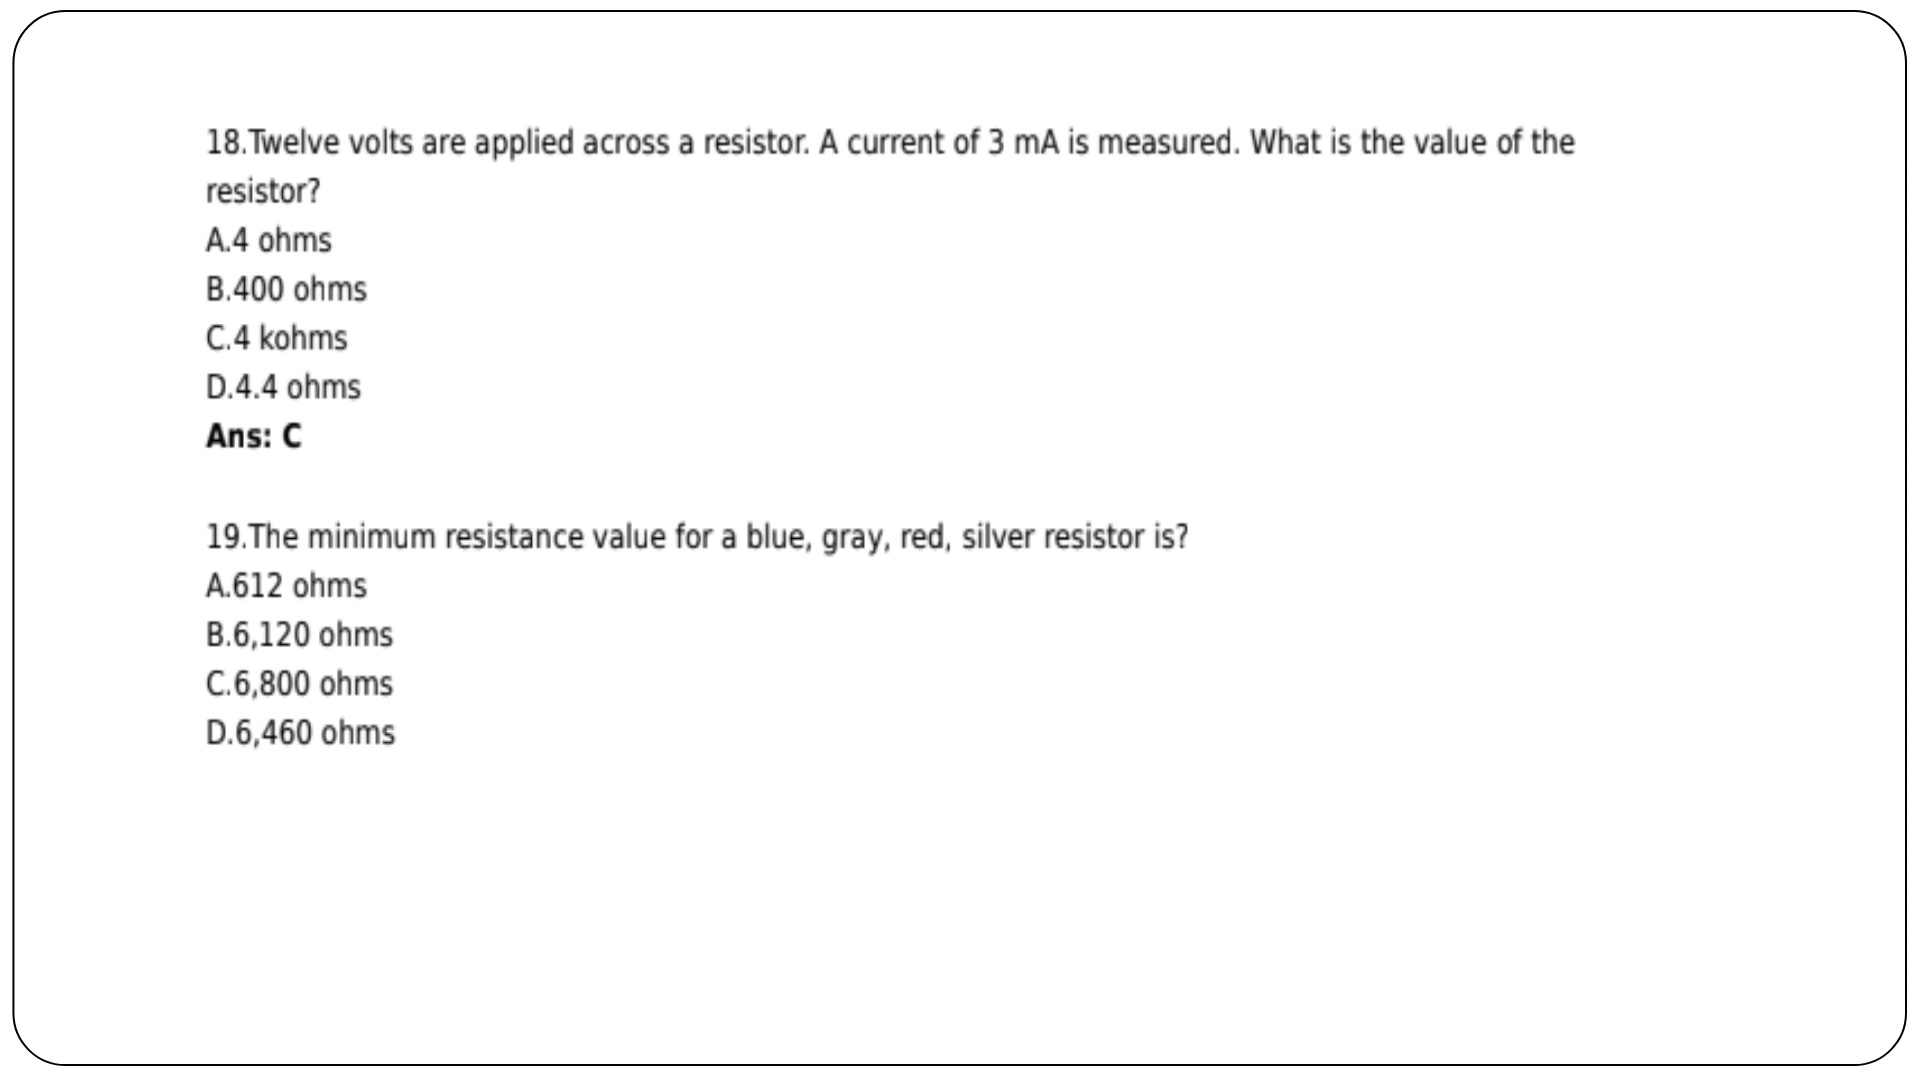 18.Twelve volts are applied across a resistor. A current of 3 mA is measured. What is the value of the
resistor?
A.4 ohms
B.400 ohms
C.4 kohms
D.4.4 ohms
Ans: C
19.The minimum resistance value for a blue, gray, red, silver resistor is?
A.612 ohms
B.6,120 ohms
C.6,800 ohms
D.6,460 ohms